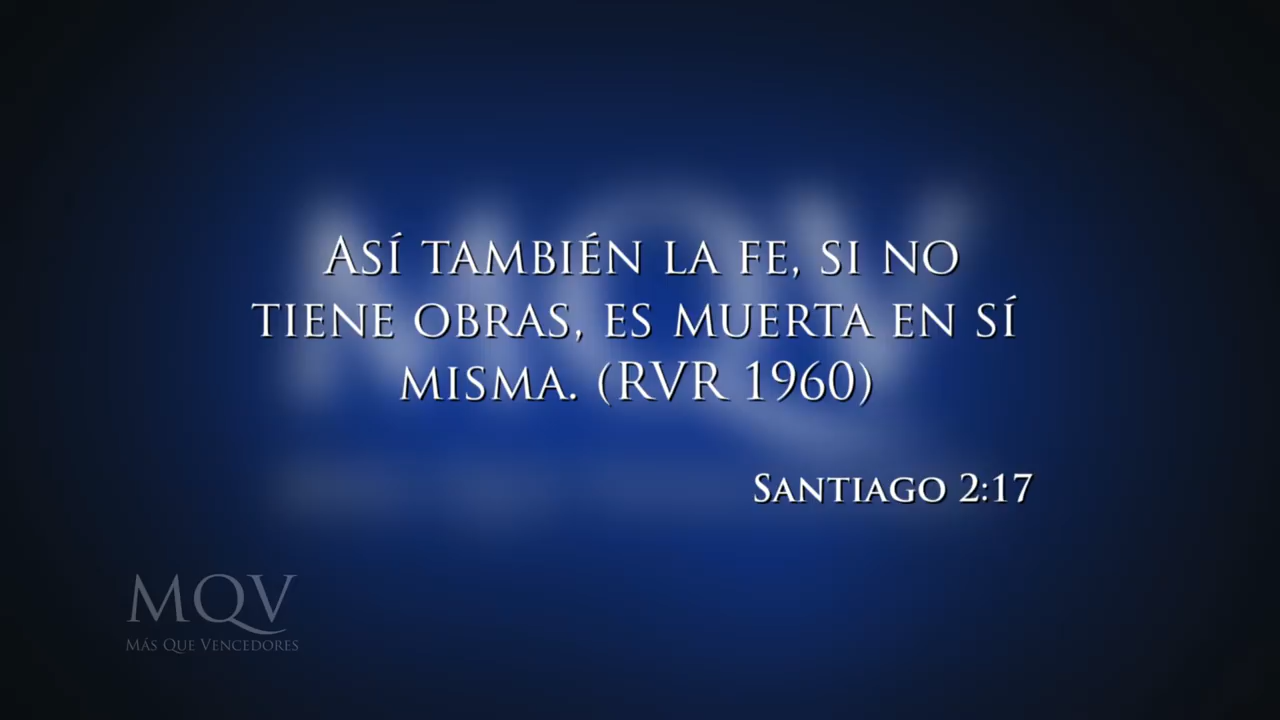 Así también la fe, si no
tiene obras, es muerta en sí
misma. (RVR 1960)
Santiago 2:17
MQV
Más Que Vencedores